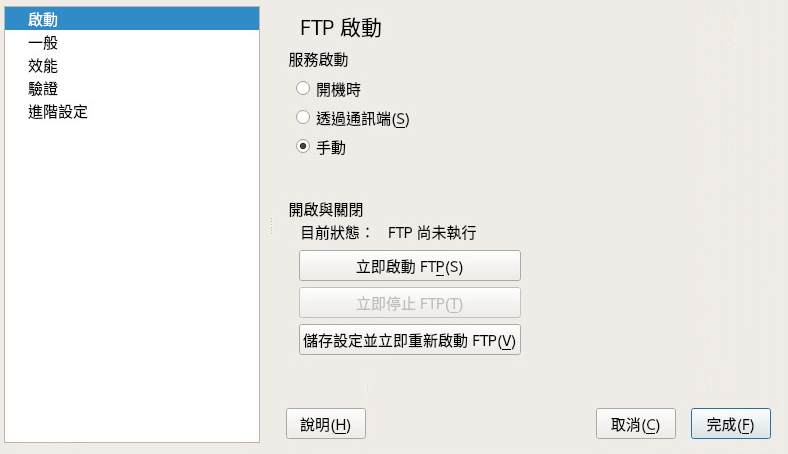 啟動
一般
效能
驗證
進階設定
FTP 啟動
服務啟動
開機時
透過通訊端(S)
手動
開啟與關閉
目前狀態： FTP 尚未執行
立即啟動 FTP(S)
立即停止 FTP(T)
儲存設定並立即重新啟動 FTP(V)
說明(H)
取消(C)
完成(F)